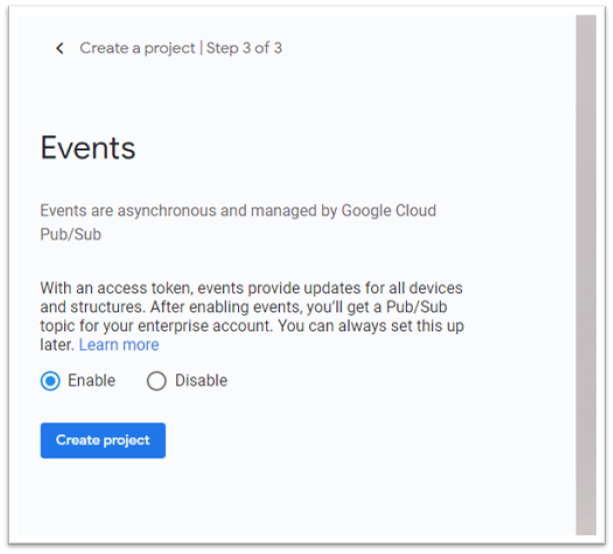 Create a project | Step 3 of 3
Events
Events are asynchronous and managed by Google Cloud
Pub/Sub
With an access token, events provide updates for all devices
and structures. After enabling events, you'll get a Pub/Sub
topic for your enterprise account. You can always set this up
later. Learn more
Enable Disable
Create project